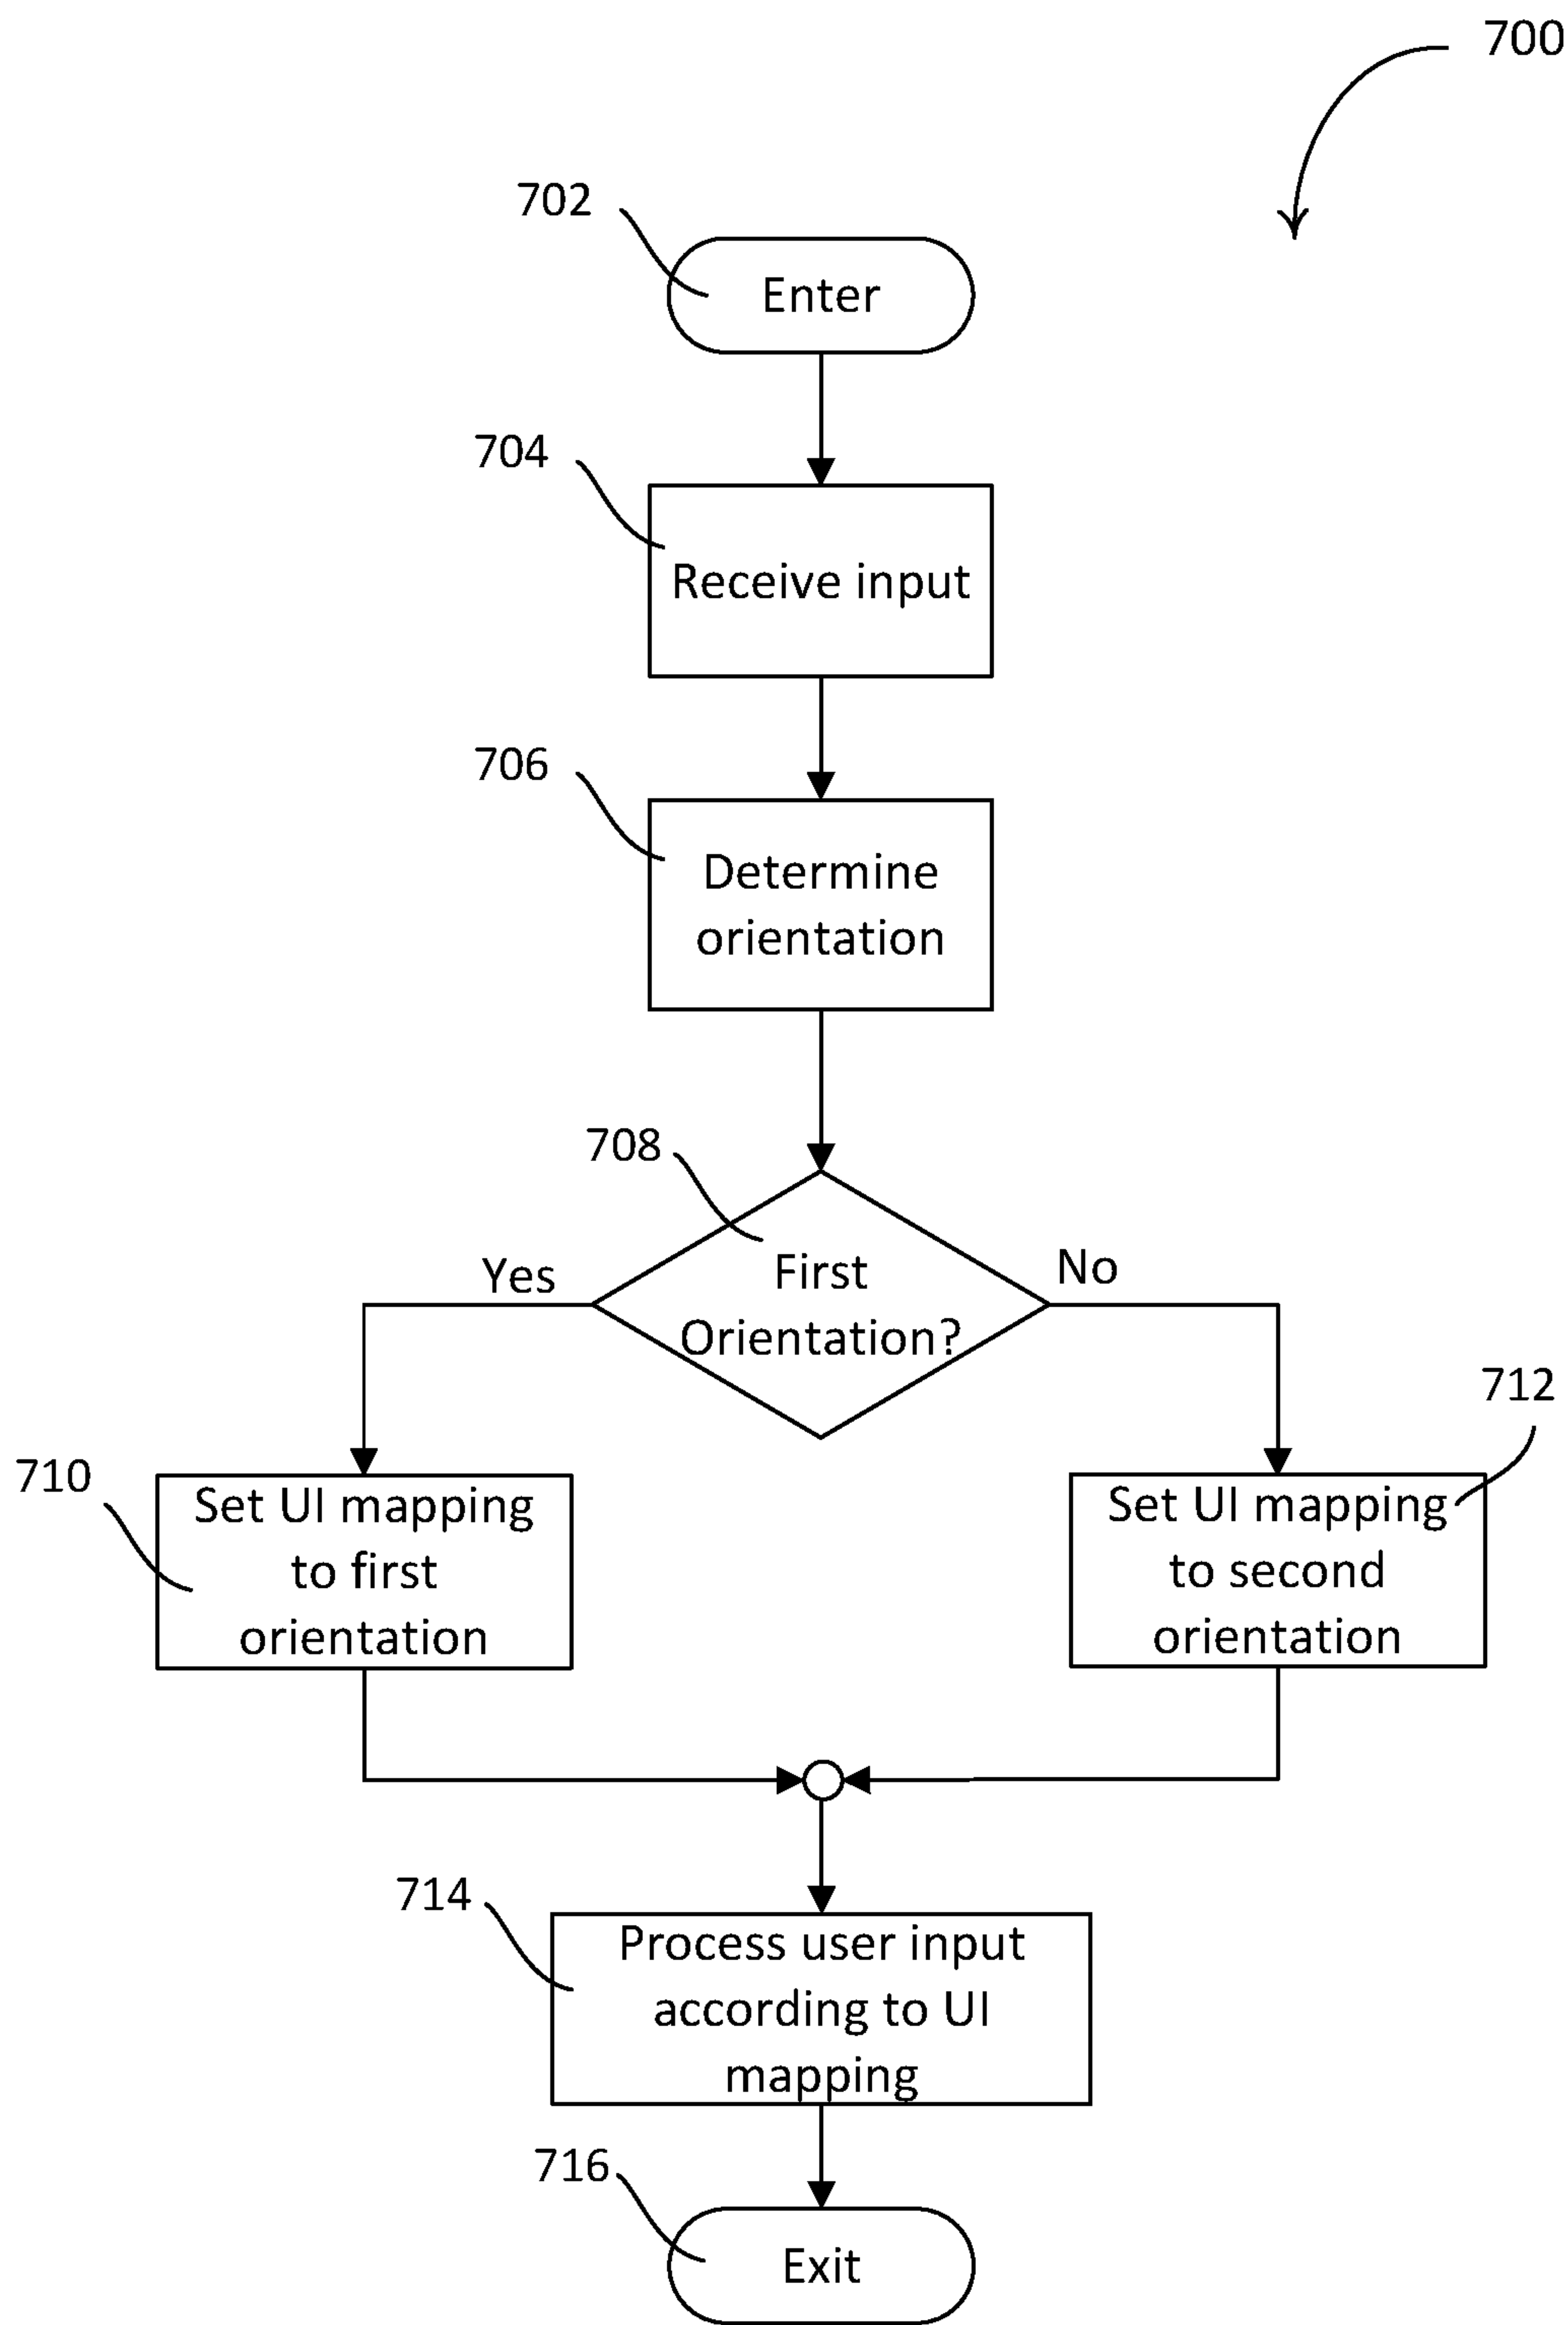 700
702
Enter
704
Receive input
706
Determine
orientation
708
Yes
First
Orientation?
No
712
710
Set UI mapping
to first
orientation
Set UI mapping
to second
orientation
714
Process user input
according to UI
mapping
716
Exit